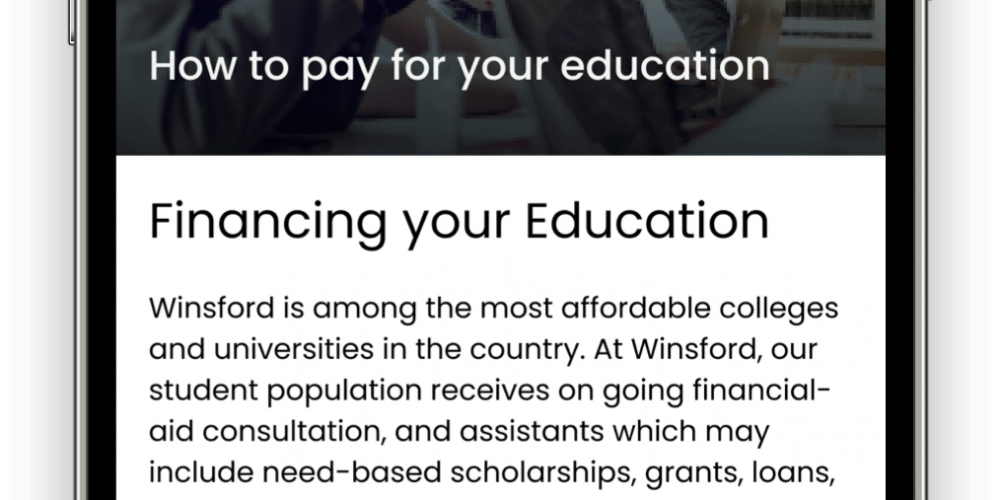 How to pay for your education
Financing your Education
Winsford is among the most affordable colleges
and universities in the country. At Winsford, our
student population receives on going financial-
aid consultation, and assistants which may
include need-based scholarships, grants, loans,